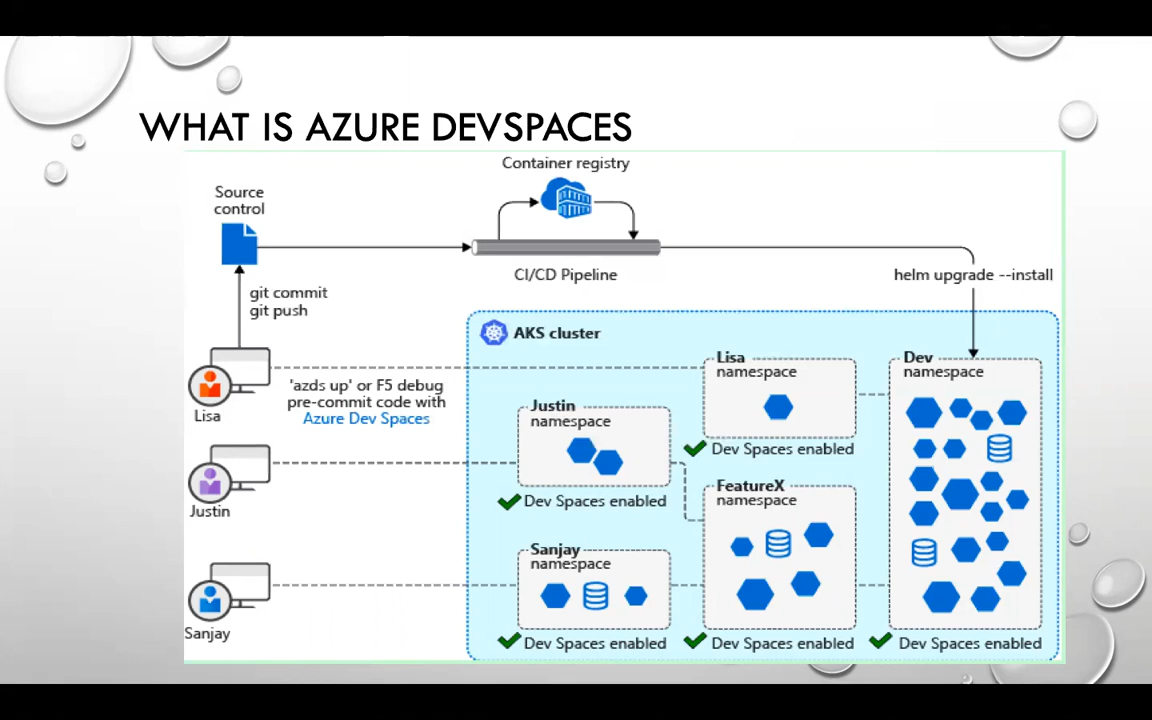 WHAT IS AZURE DEVSPACES
Container registry
Source
control
CI/CD Pipeline
helm upgrade --install
git commit
git push
AKS cluster
Lisa
'azds up' or F5 debug
pre-commit code with
Azure Dev Spaces
Lisa
namespace
Dev Spaces enabled
Dev
namespace
Justin
namespace
Dev Spaces enabled
Justin
FeatureX
namespace
Sanjay
namespace
Sanjay
Dev Spaces enabled
Dev Spaces enabled
Dev Spaces enabled